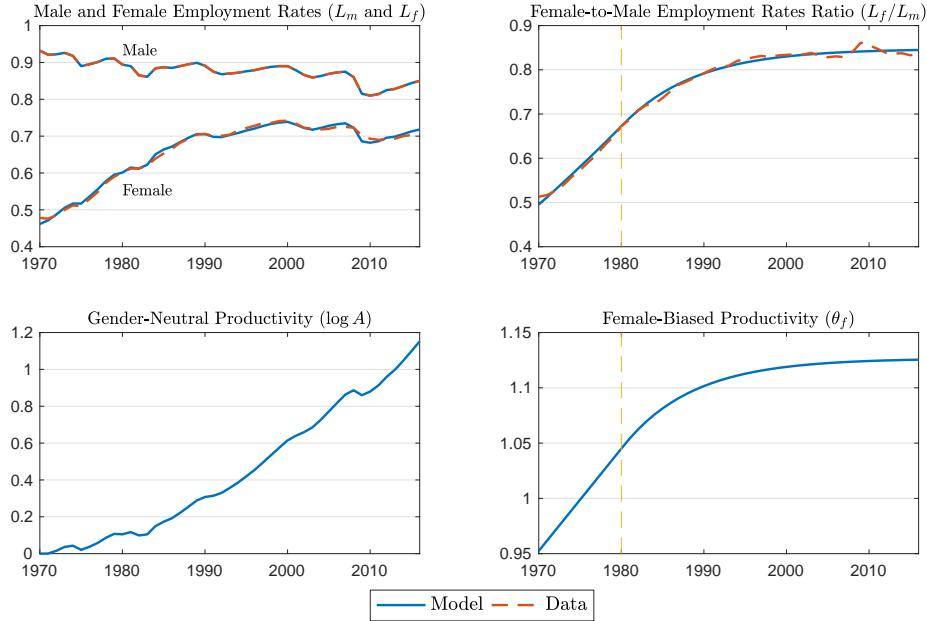 Male and Female Employment Rates (L_m and L_f)
1
0.9
0.8
0.7
0.6
0.5
0.4
Male
Female
1970 1980 1990 2000 2010
Female-to-Male Employment Rates Ratio (L_f/L_m)
0.9
0.8
0.7
0.6
0.5
0.4
1970 1980 1990 2000 2010
Gender-Neutral Productivity (log A)
1.2
1
0.8
0.6
0.4
0.2
0
1970 1980 1990 2000 2010
Female-Biased Productivity (θ_f)
1.15
1.1
1.05
1
0.95
1970 1980 1990 2000 2010
Model Data